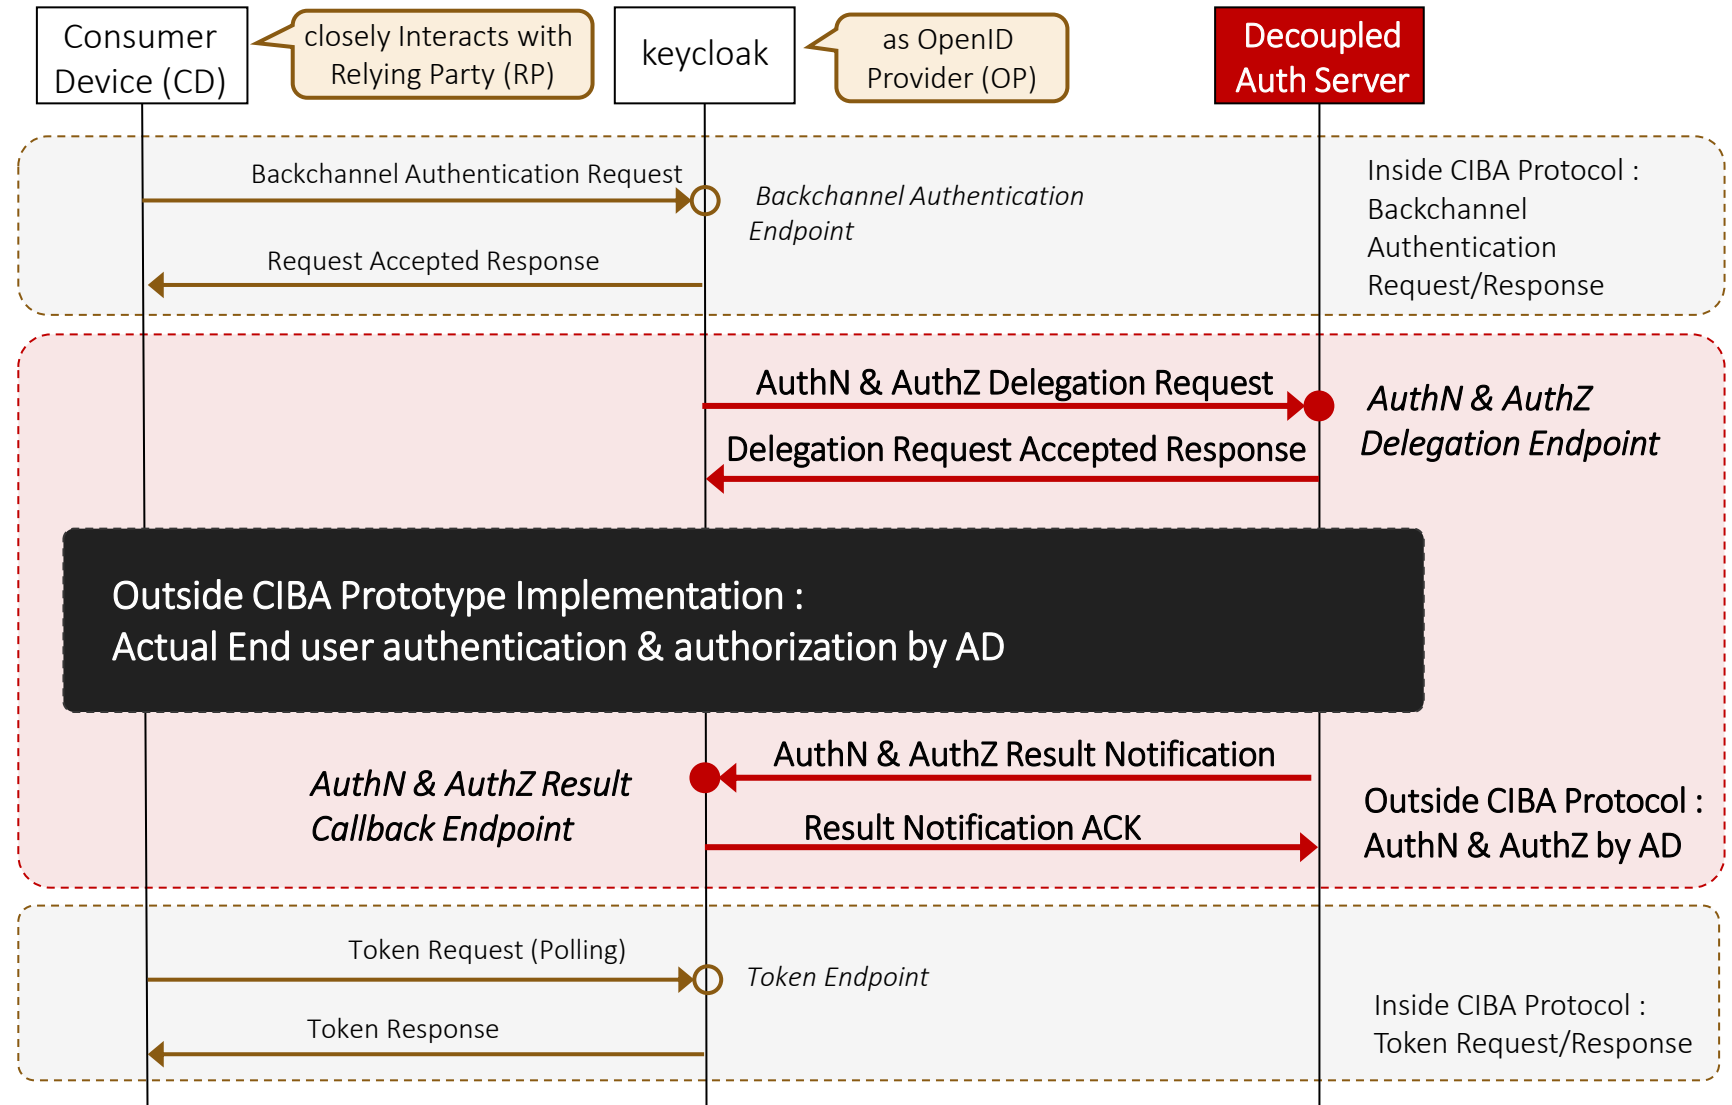 Consumer
Device (CD)
closely Interacts with
Relying Party (RP)
keycloak
as OpenID
Provider (OP)
Decoupled
Auth Server
Backchannel Authentication Request
Backchannel Authentication
Endpoint
Request Accepted Response
Inside CIBA Protocol :
Backchannel
Authentication
Request/Response
AuthN & AuthZ Delegation Request
AuthN & AuthZ
Delegation Endpoint
Delegation Request Accepted Response
Outside CIBA Prototype Implementation :
Actual End user authentication & authorization by AD
AuthN & AuthZ Result Notification
AuthN & AuthZ Result
Callback Endpoint
Result Notification ACK
Outside CIBA Protocol :
AuthN & AuthZ by AD
Token Request (Polling)
Token Endpoint
Token Response
Inside CIBA Protocol :
Token Request/Response